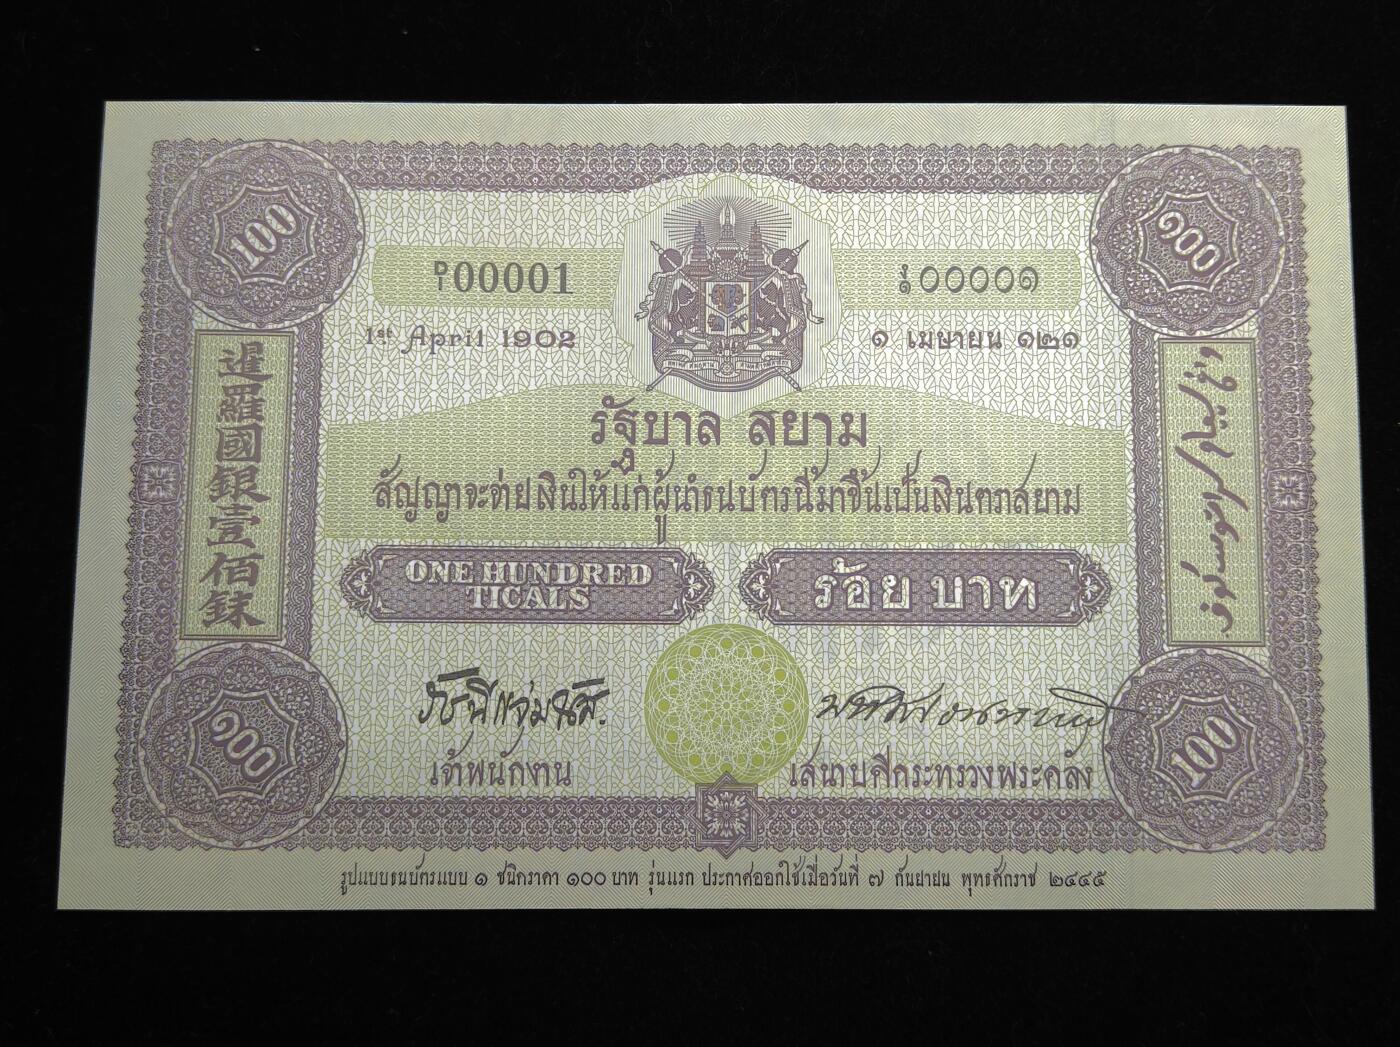 100
๑๐๐
P/1 00001
ง/๑ ๐๐๐๐๑
1st April 1902
๑ เมษายน ๑๒๑
รัฐบาล สยาม
สัญญาจะจ่ายเงินให้แก่ผู้นำธนบัตรนี้มาขึ้นเป็นเงินตราสยาม
暹羅國銀壹佰銖
ONE HUNDRED
TICALS
ร้อย บาท
เจ้าพนักงาน
เสนาบดีกระทรวงพระคลัง
๑๐๐
100
รูปแบบธนบัตรแบบ ๑ ชนิดราคา ๑๐๐ บาท รุ่นแรก ประกาศออกใช้เมื่อวันที่ ๗ กันยายน พุทธศักราช ๒๔๔๕